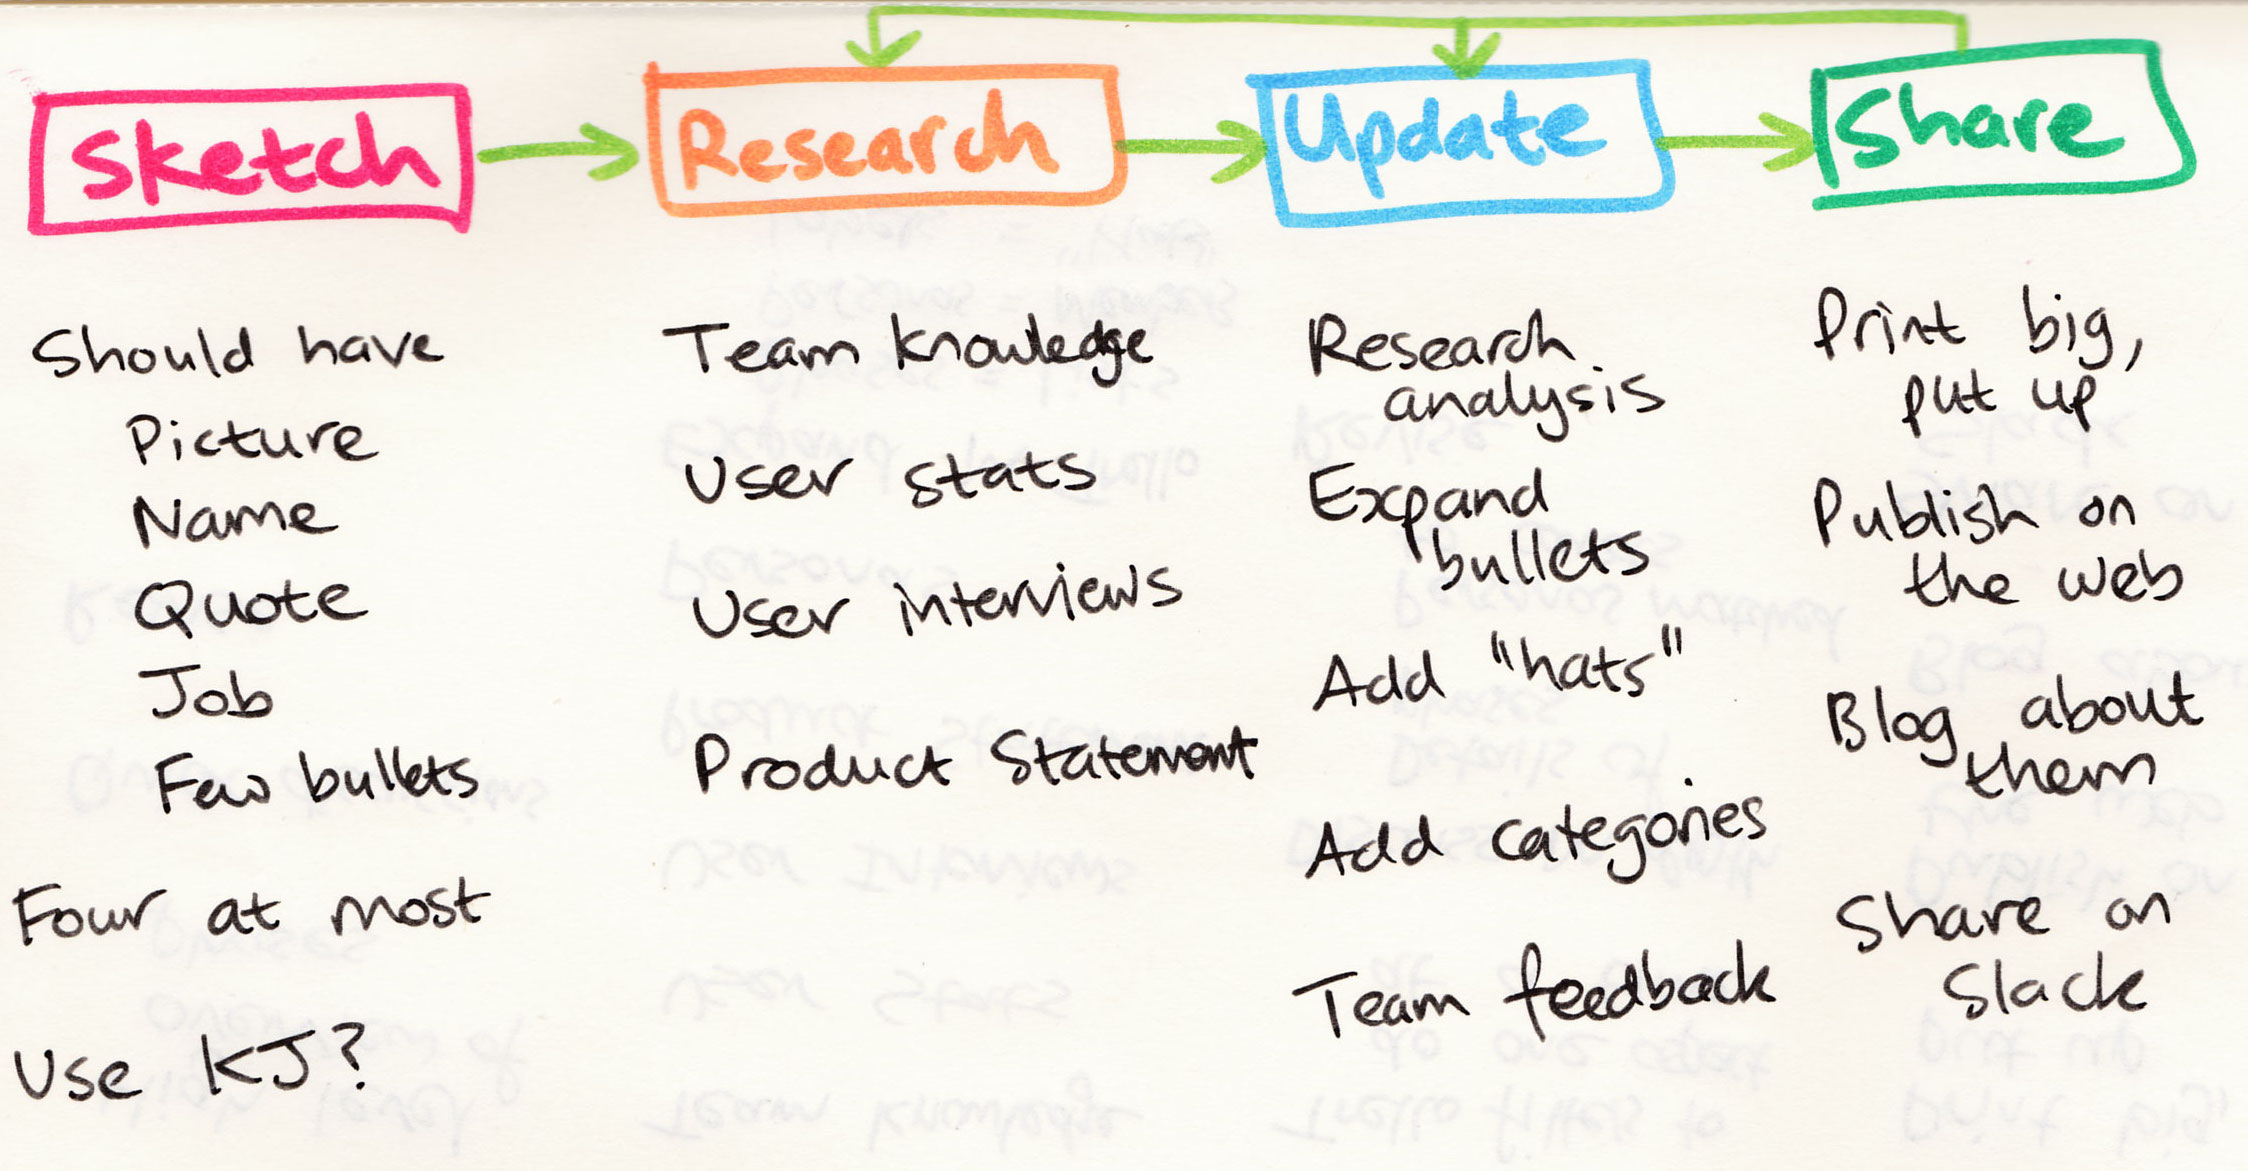 Sketch
Research
Update
Share
Should have
Picture
Name
Quote
Job
Few bullets
Four at most
Use KJ?
Team knowledge
User stats
User interviews
Product Statement
Research
analysis
Expand
bullets
Add "hats"
Add categories
Team feedback
Print big,
put up
Publish on
the web
Blog about
them
Share on
Slack